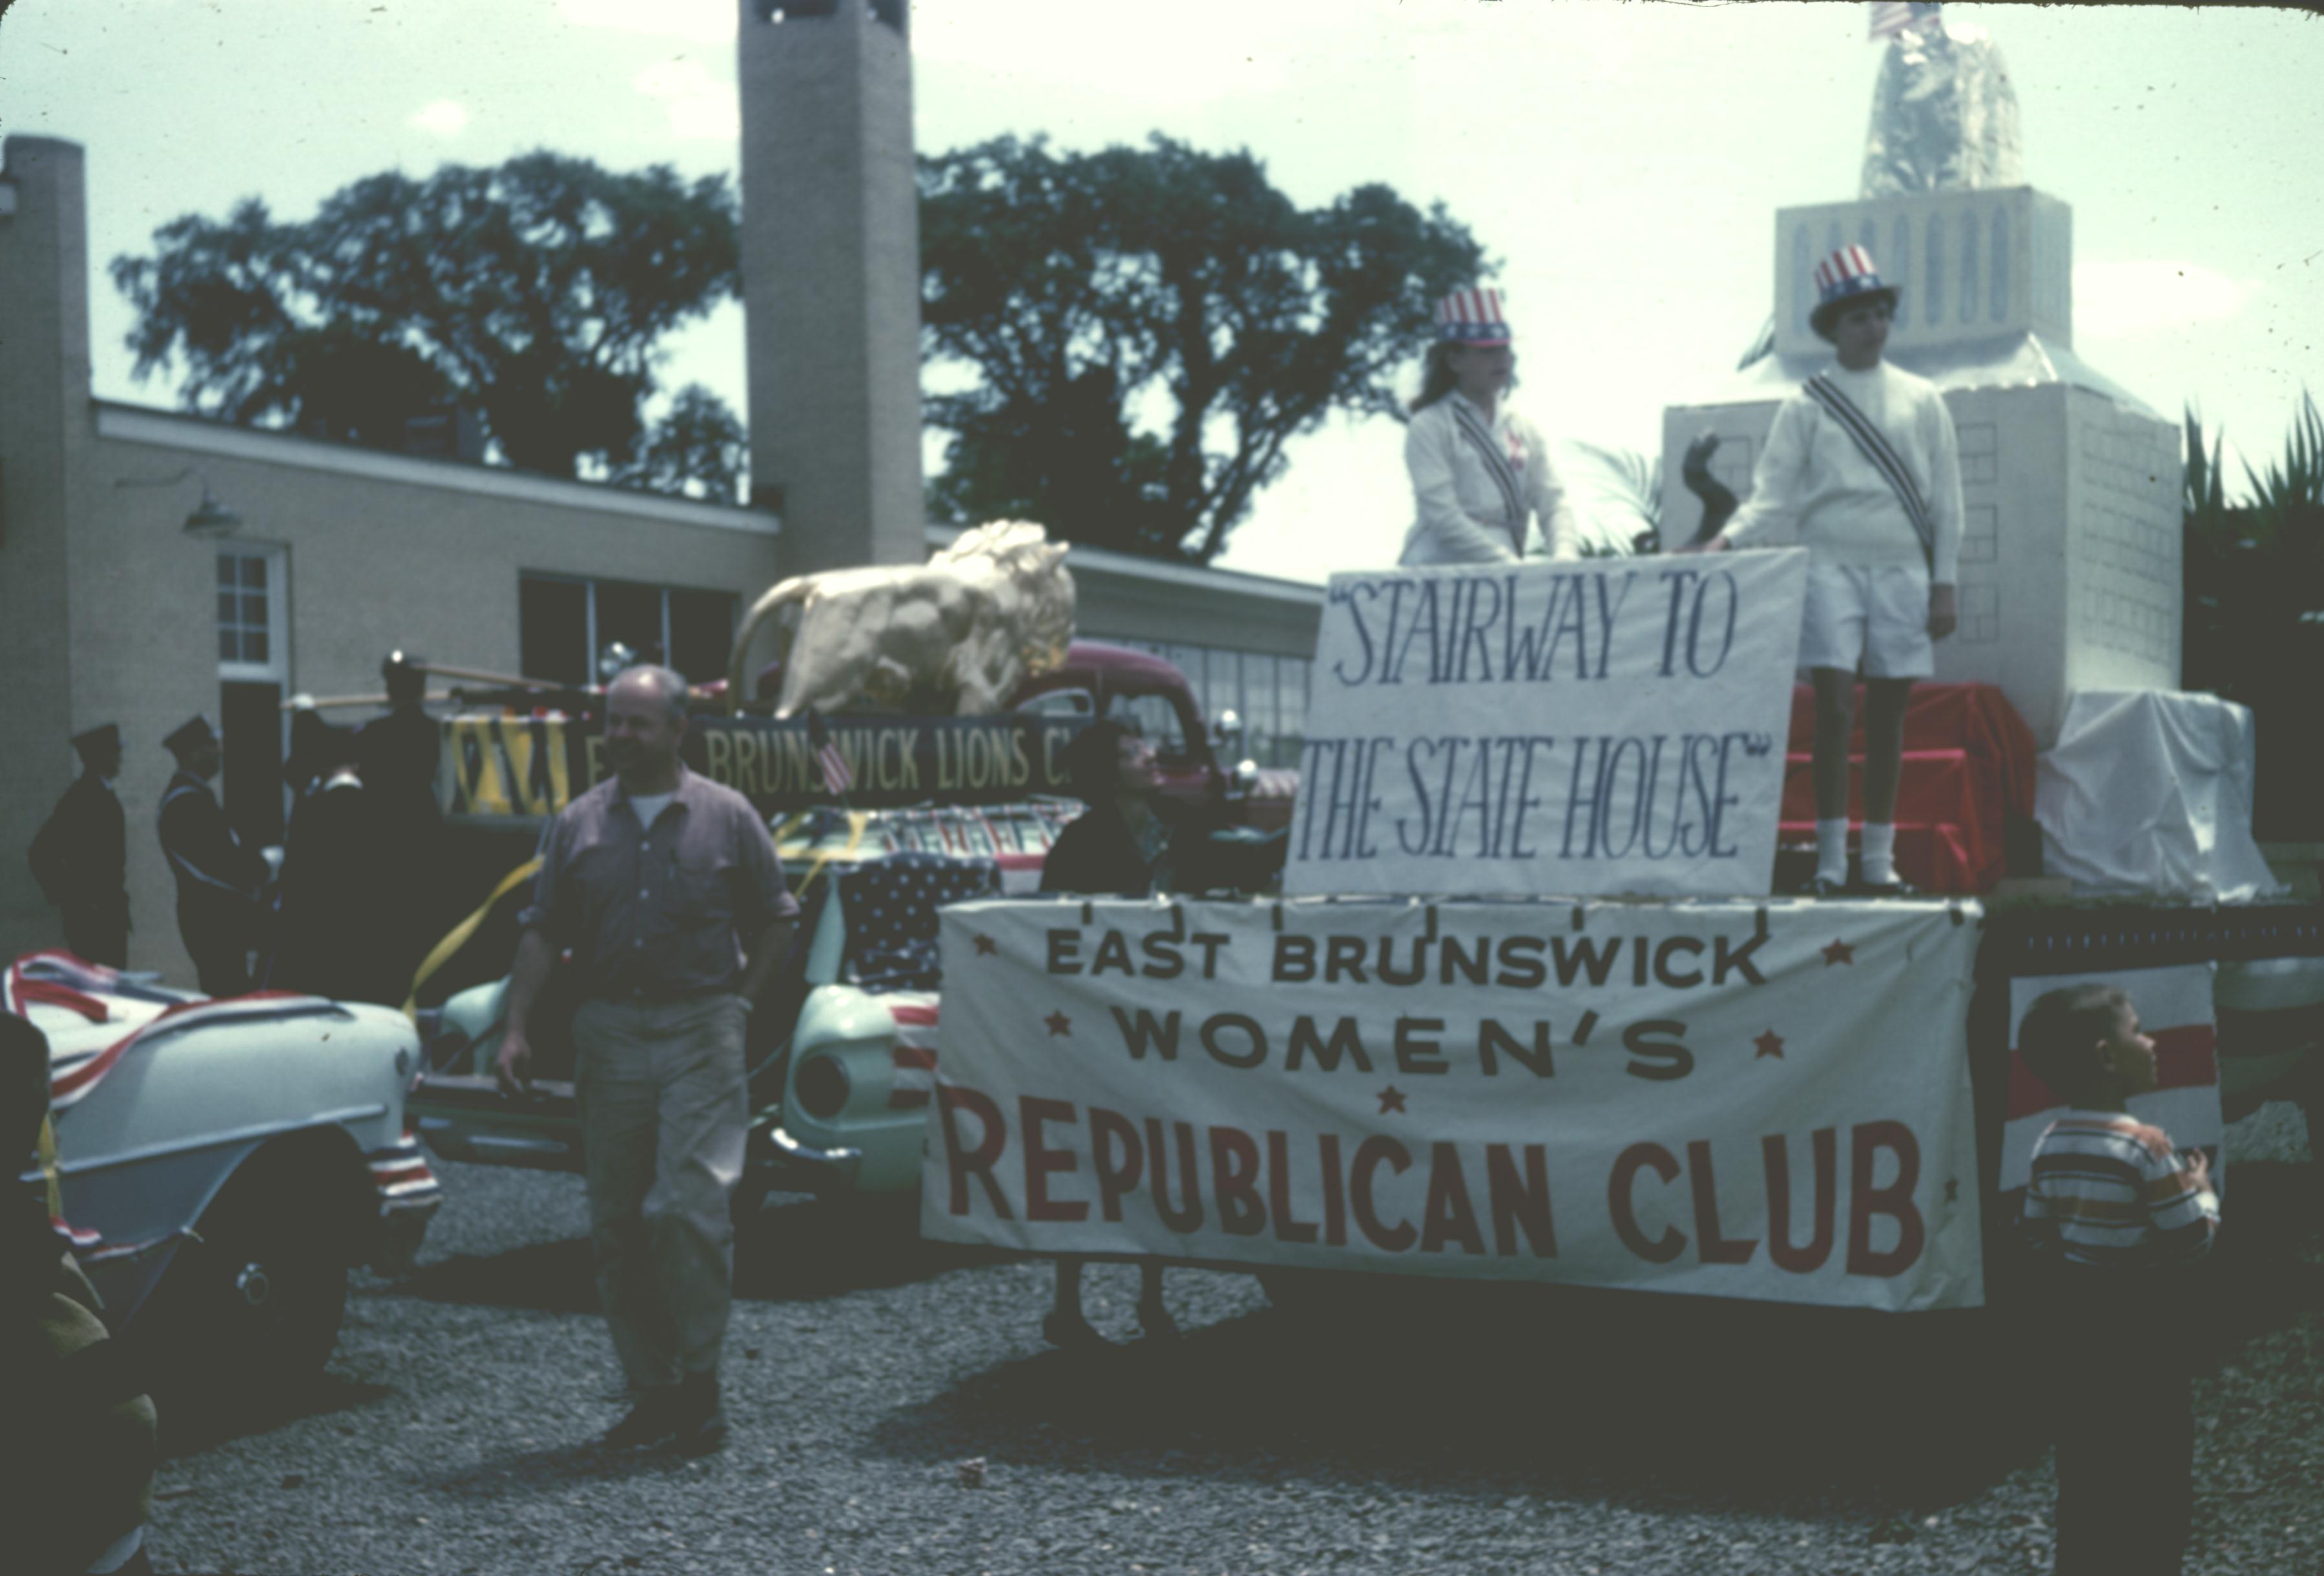 "STAIRWAY TO
THE STATE HOUSE"
BRUNSWICK LIONS
EAST BRUNSWICK
WOMEN'S
REPUBLICAN CLUB